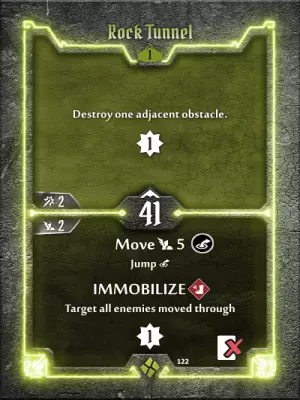 Rock Tunnel
1
Destroy one adjacent obstacle.
1
2
41
2
Move 5
Jump
IMMOBILIZE
Target all enemies moved through
1
122